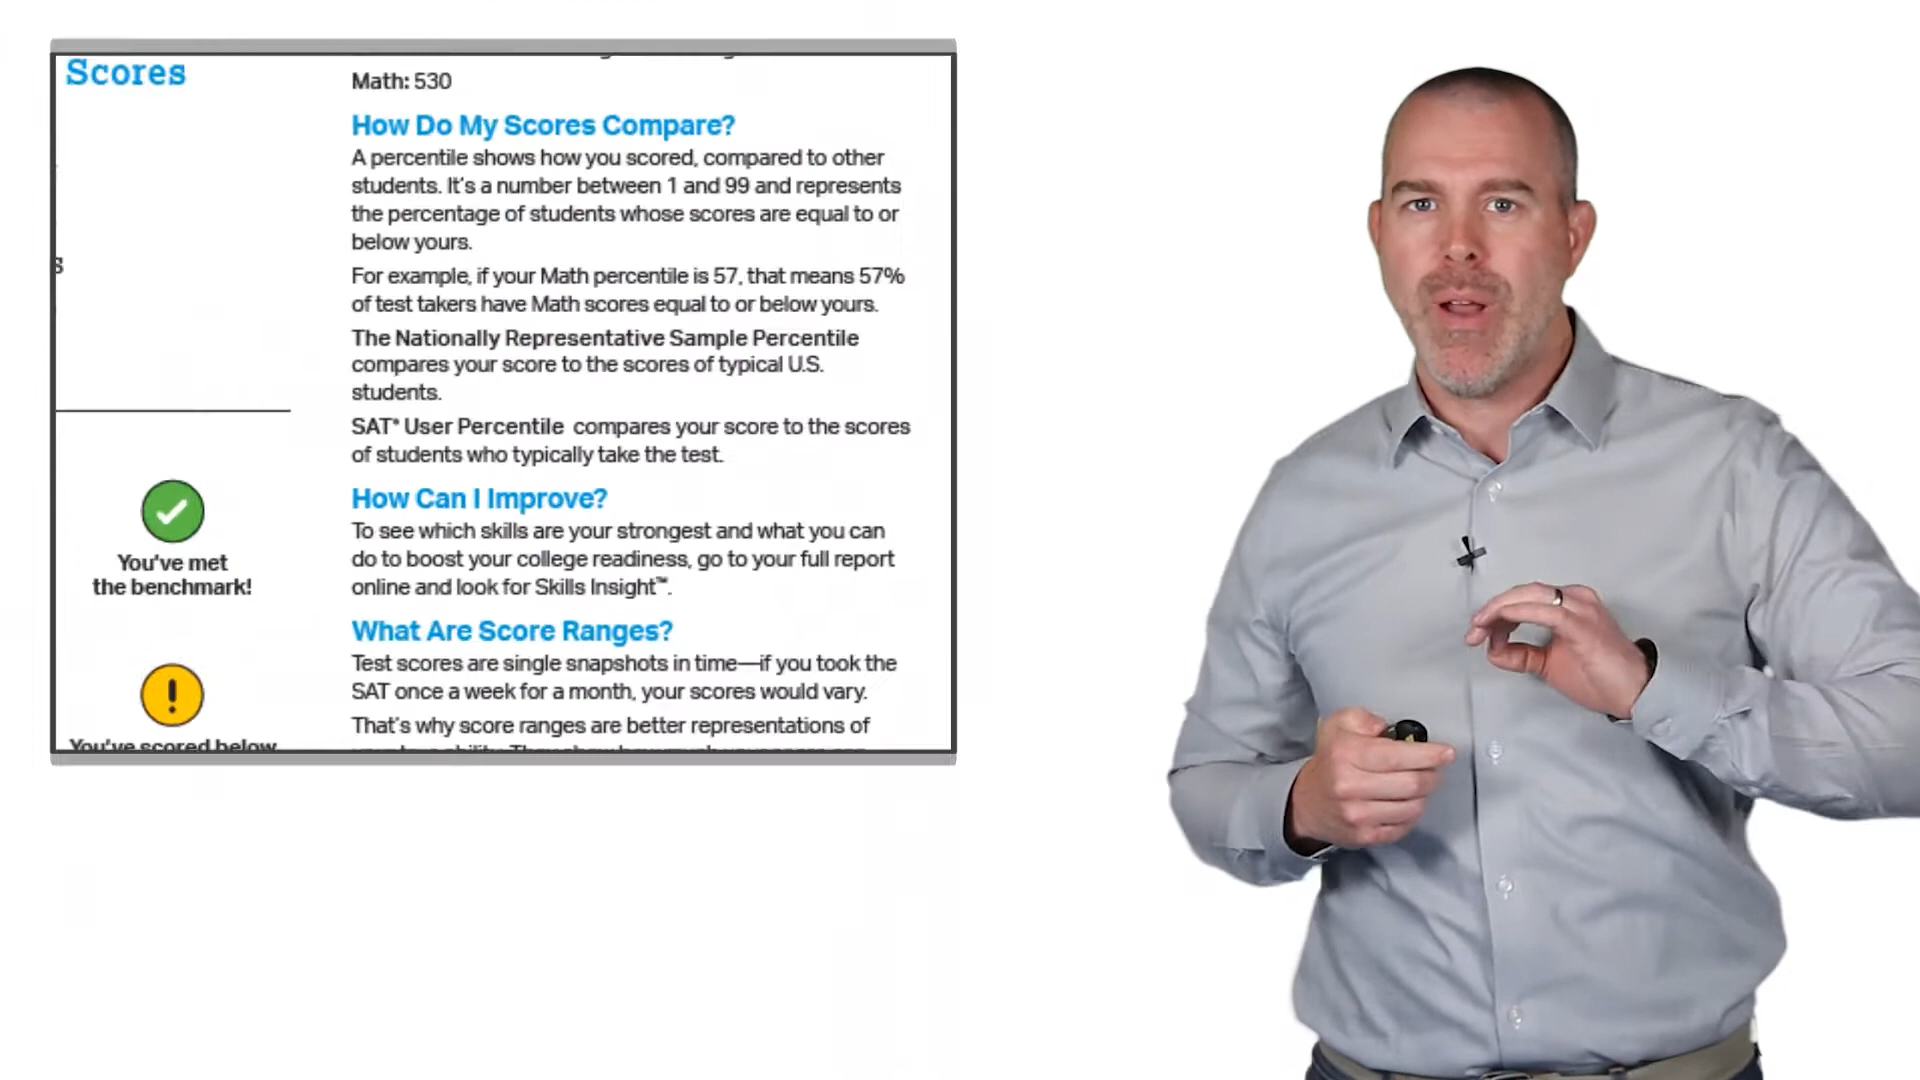 Scores
s
You've met
the benchmark!
!
You've scored below
Math: 530
How Do My Scores Compare?
A percentile shows how you scored, compared to other
students. It's a number between 1 and 99 and represents
the percentage of students whose scores are equal to or
below yours.
For example, if your Math percentile is 57, that means 57%
of test takers have Math scores equal to or below yours.
The Nationally Representative Sample Percentile
compares your score to the scores of typical U.S.
students.
SAT® User Percentile compares your score to the scores
of students who typically take the test.
How Can I Improve?
To see which skills are your strongest and what you can
do to boost your college readiness, go to your full report
online and look for Skills Insight™.
What Are Score Ranges?
Test scores are single snapshots in time—if you took the
SAT once a week for a month, your scores would vary.
That's why score ranges are better representations of